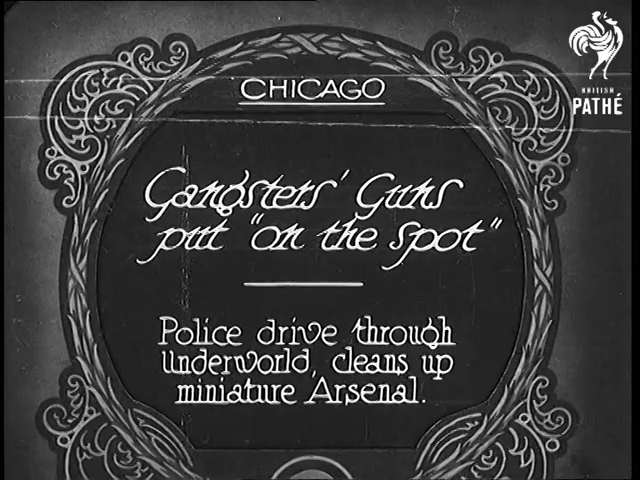 CHICAGO
BRITISH
PATHÉ
Gangsters' Guns
put "on the spot"
Police drive through
underworld, cleans up
miniature Arsenal.